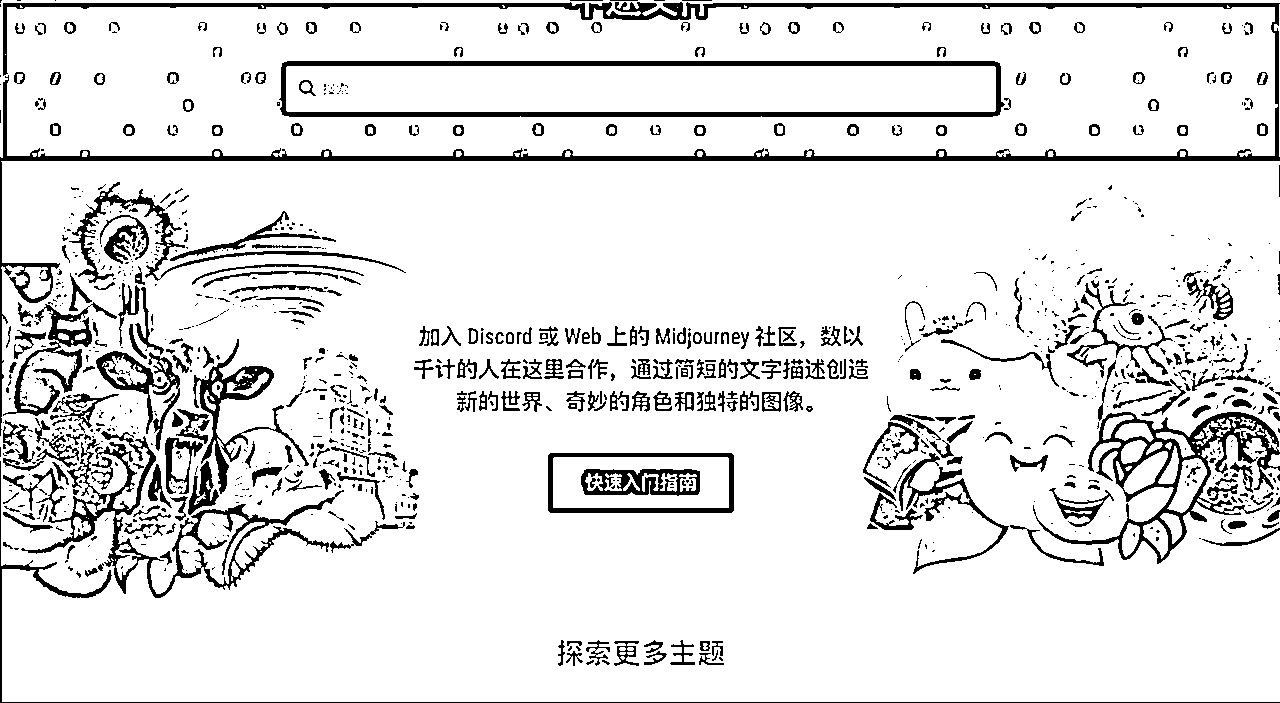 探索
加入 Discord 或 Web 上的 Midjourney 社区，数以
千计的人在这里合作，通过简短的文字描述创造
新的世界、奇妙的角色和独特的图像。
快速入门指南
探索更多主题